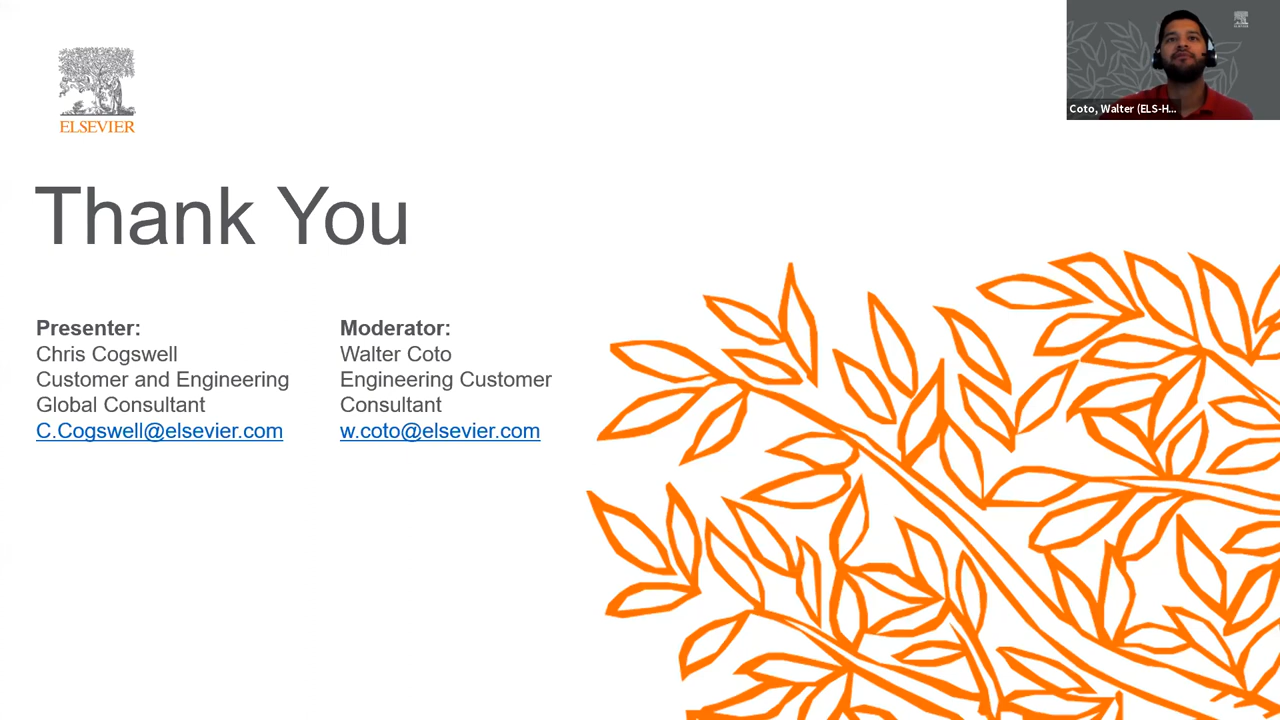 ELSEVIER
Coto, Walter (ELS-H...
Thank You
Presenter:
Chris Cogswell
Customer and Engineering
Global Consultant
C.Cogswell@elsevier.com
Moderator:
Walter Coto
Engineering Customer
Consultant
w.coto@elsevier.com